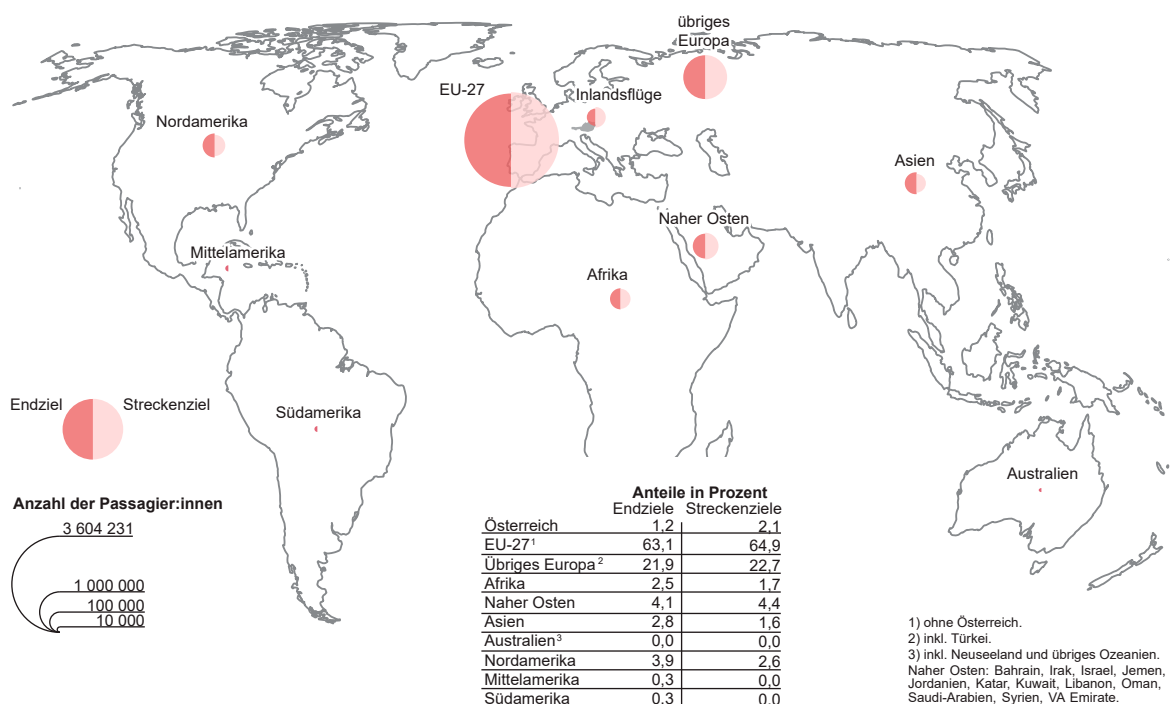 übriges
Europa
EU-27
Inlandsflüge
Nordamerika
Asien
Naher Osten
Mittelamerika
Afrika
Endziel Streckenziel
Südamerika
Australien
Anzahl der Passagier:innen
3 604 231
1 000 000
100 000
10 000
Anteile in Prozent
Endziele Streckenziele
Österreich 1,2 2,1
EU-27¹ 63,1 64,9
Übriges Europa² 21,9 22,7
Afrika 2,5 1,7
Naher Osten 4,1 4,4
Asien 2,8 1,6
Australien³ 0,0 0,0
Nordamerika 3,9 2,6
Mittelamerika 0,3 0,0
Südamerika 0,3 0,0
1) ohne Österreich.
2) inkl. Türkei.
3) inkl. Neuseeland und übriges Ozeanien.
Naher Osten: Bahrain, Irak, Israel, Jemen,
Jordanien, Katar, Kuwait, Libanon, Oman,
Saudi-Arabien, Syrien, VA Emirate.